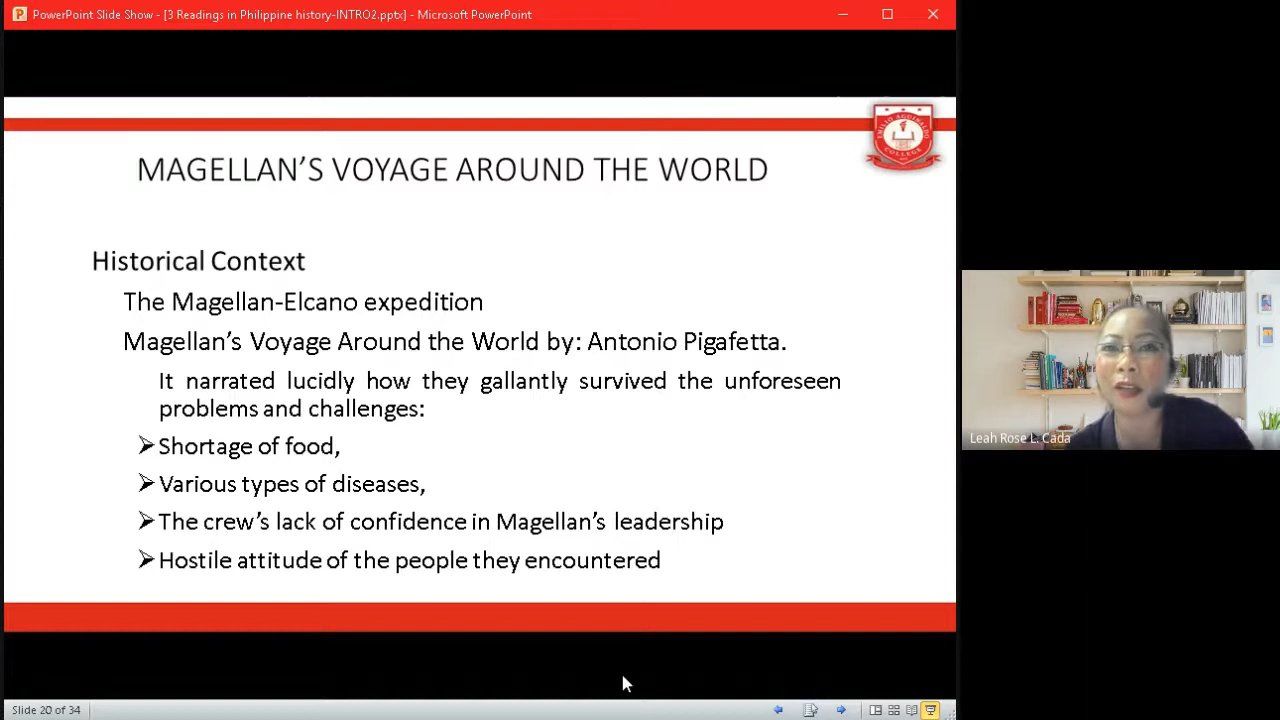 PowerPoint Slide Show - [3 Readings in Philippine history-INTRO2.pptx] - Microsoft PowerPoint
EMILIO AGUINALDO
COLLEGE
MAGELLAN’S VOYAGE AROUND THE WORLD
Historical Context
The Magellan-Elcano expedition
Magellan’s Voyage Around the World by: Antonio Pigafetta.
It narrated lucidly how they gallantly survived the unforeseen
problems and challenges:
➢Shortage of food,
➢Various types of diseases,
➢The crew’s lack of confidence in Magellan’s leadership
➢Hostile attitude of the people they encountered
Leah Rose L. Cada
Slide 20 of 34